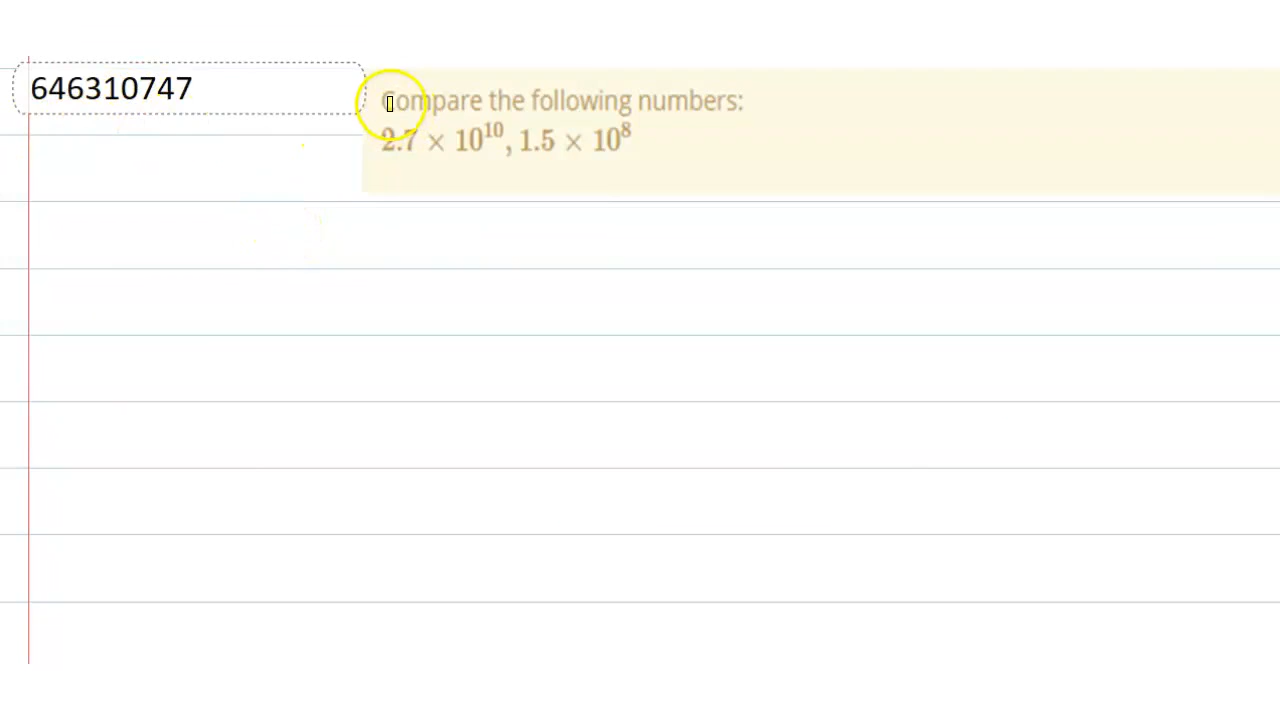 646310747
Compare the following numbers:
2.7 × 10¹⁰, 1.5 × 10⁸